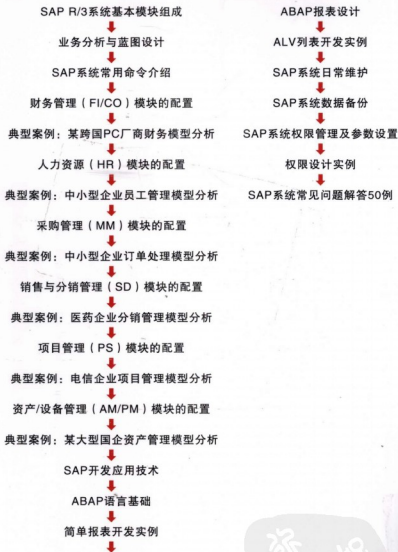 SAP R/3系统基本模块组成
业务分析与蓝图设计
SAP系统常用命令介绍
财务管理（FI/CO）模块的配置
典型案例：某跨国PC厂商财务模型分析
人力资源（HR）模块的配置
典型案例：中小型企业员工管理模型分析
采购管理（MM）模块的配置
典型案例：中小型企业订单处理模型分析
销售与分销管理（SD）模块的配置
典型案例：医药企业分销管理模型分析
项目管理（PS）模块的配置
典型案例：电信企业项目管理模型分析
资产/设备管理（AM/PM）模块的配置
典型案例：某大型国企资产管理模型分析
SAP开发应用技术
ABAP语言基础
简单报表开发实例
ABAP报表设计
ALV列表开发实例
SAP系统日常维护
SAP系统数据备份
SAP系统权限管理及参数设置
权限设计实例
SAP系统常见问题解答50例